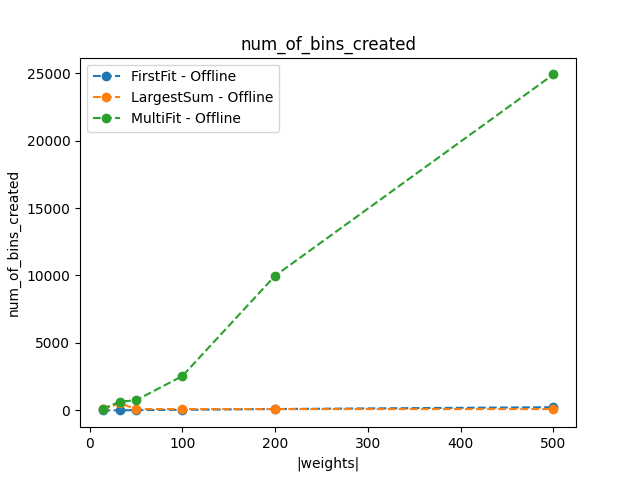 num_of_bins_created
FirstFit - Offline
LargestSum - Offline
MultiFit - Offline
25000
20000
15000
10000
5000
0
num_of_bins_created
0 100 200 300 400 500
|weights|